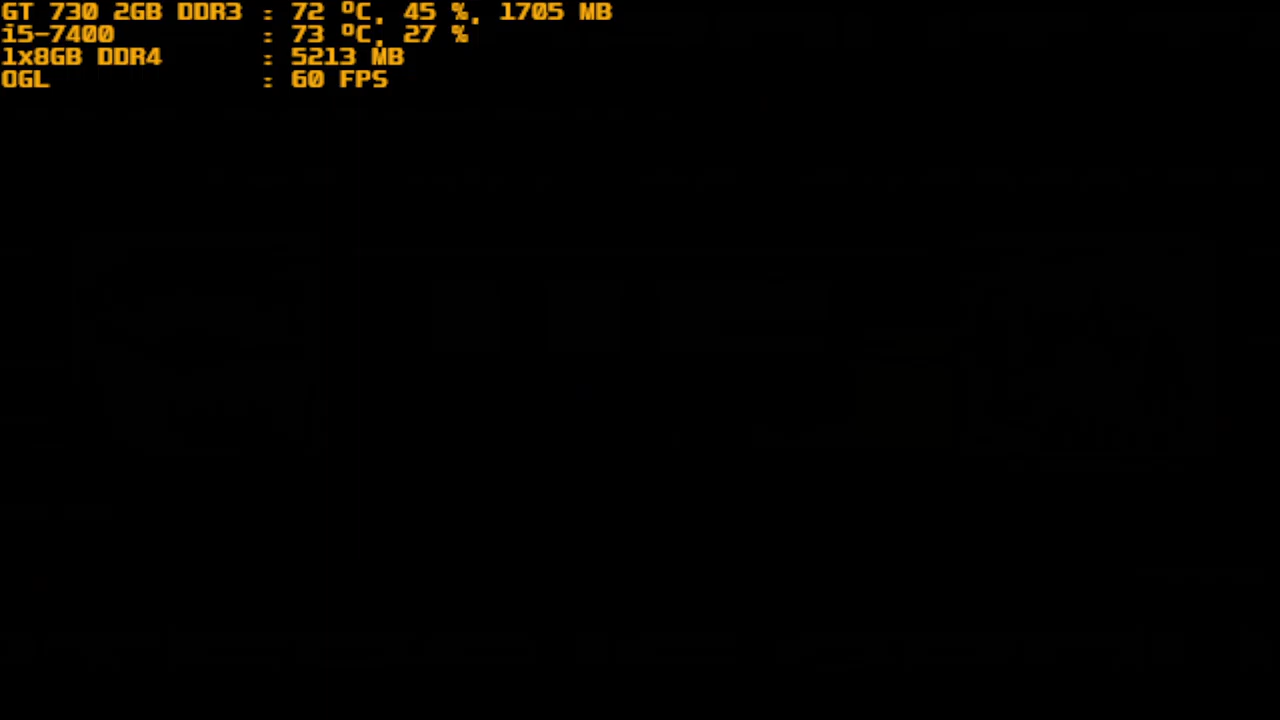 GT 730 2GB DDR3 : 72 ºC, 45 %, 1705 MB
i5-7400 : 73 ºC, 27 %
1x8GB DDR4 : 5213 MB
OGL : 60 FPS